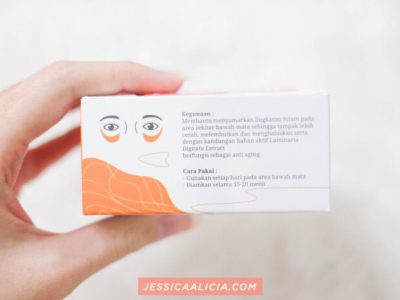 Kegunaan :
Membantu menyamarkan lingkaran hitam pada
area sekitar bawah mata sehingga tampak lebih
cerah, melembutkan dan menghaluskan serta
dengan kandungan bahan aktif Laminaria
Digitata Extract
berfungsi sebagai anti aging.
Cara Pakai :
- Gunakan setiap hari pada area bawah mata
- Diamkan selama 15-20 menit
JESSICAALICIA.COM